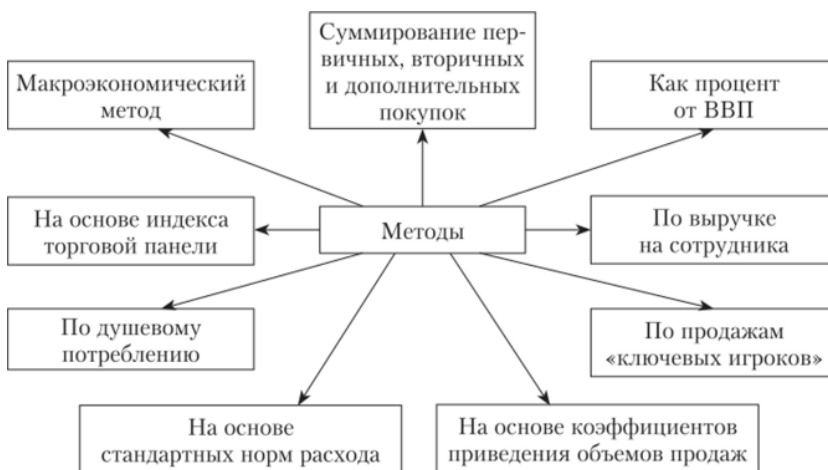 Суммирование пер-
вичных, вторичных
и дополнительных
покупок
Макроэкономический
метод
Как процент
от ВВП
На основе индекса
торговой панели
Методы
По выручке
на сотрудника
По душевому
потреблению
По продажам
«ключевых игроков»
На основе
стандартных норм расхода
На основе коэффициентов
приведения объемов продаж